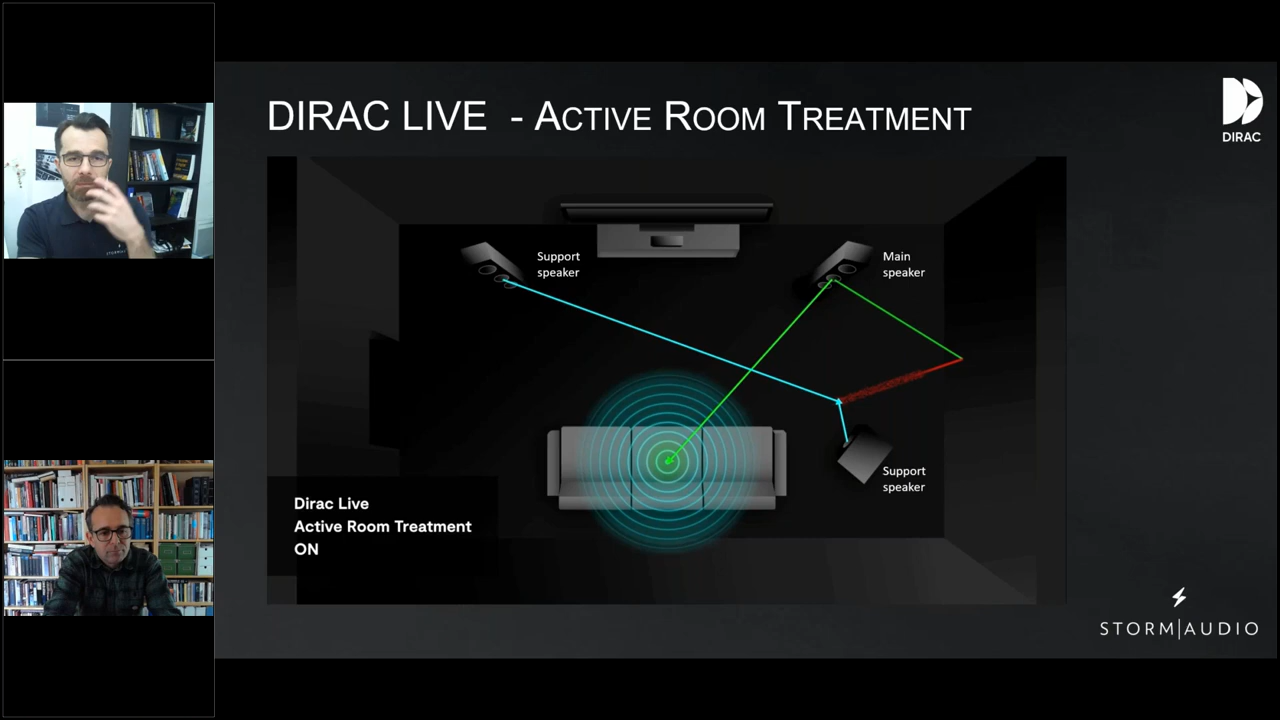 DIRAC LIVE - ACTIVE ROOM TREATMENT
DIRAC
Support
speaker
Main
speaker
Support
speaker
Dirac Live
Active Room Treatment
ON
STORM|AUDIO